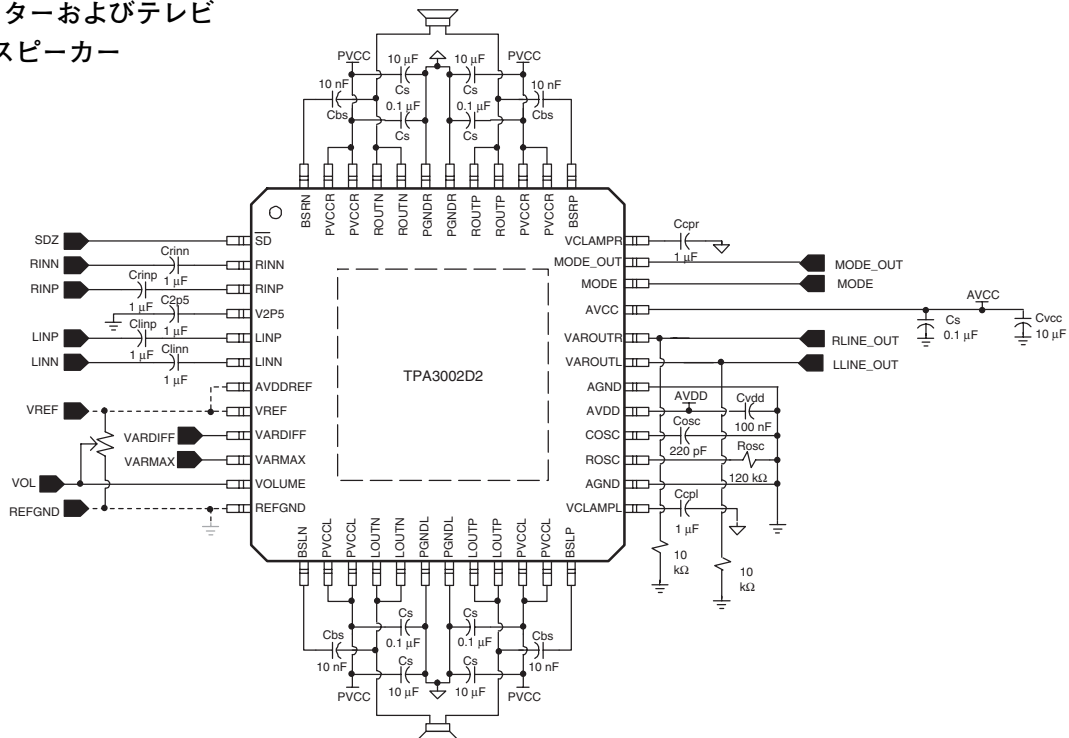 ターおよびテレビ
スピーカー
PVCC
10 µF
10 µF
PVCC
Cs
Cs
10 nF
10 nF
Cbs
0.1 µF
0.1 µF
Cbs
Cs
Cs
BSRN
PVCCR
PVCCR
ROUTN
ROUTN
PGNDR
PGNDR
ROUTP
ROUTP
PVCCR
PVCCR
BSRP
SDZ
RINN
Crinn
1 µF
RINP
Crinp
1 µF
C2p5
1 µF
LINP
Clinp
1 µF
LINN
Clinn
1 µF
VREF
VARDIFF
VARMAX
VOL
REFGND
SD
RINN
RINP
V2P5
LINP
LINN
AVDDREF
VREF
VARDIFF
VARMAX
VOLUME
REFGND
TPA3002D2
VCLAMPR
MODE_OUT
MODE
AVCC
VAROUTR
VAROUTL
AGND
AVDD
COSC
ROSC
AGND
VCLAMPL
Ccpr
1 µF
MODE_OUT
MODE
AVCC
Cs
0.1 µF
Cvcc
10 µF
RLINE_OUT
LLINE_OUT
AVDD
Cvdd
100 nF
Cosc
220 pF
Rosc
120 kΩ
Ccpl
1 µF
10
kΩ
10
kΩ
BSLN
PVCCL
PVCCL
LOUTN
LOUTN
PGNDL
PGNDL
LOUTP
LOUTP
PVCCL
PVCCL
BSLP
Cs
Cs
0.1 µF
0.1 µF
Cbs
Cbs
10 nF
10 nF
Cs
Cs
10 µF
10 µF
PVCC
PVCC